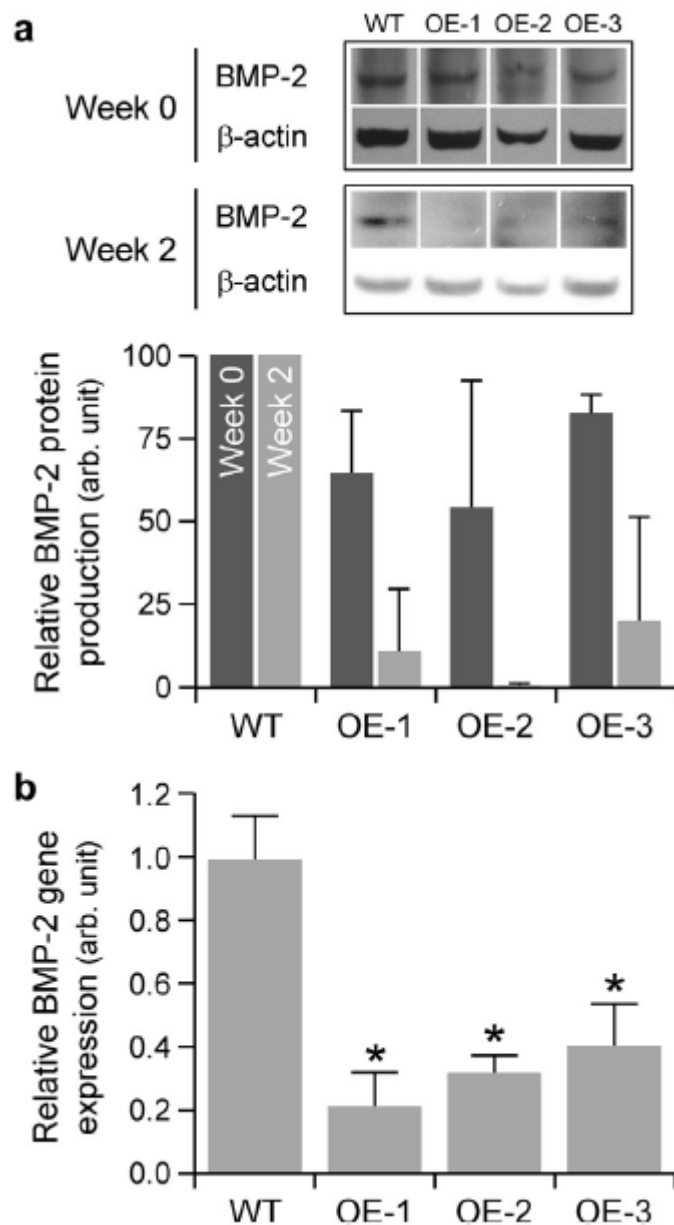 a
WT OE-1 OE-2 OE-3
Week 0
BMP-2
β-actin
Week 2
BMP-2
β-actin
Relative BMP-2 protein
production (arb. unit)
100
75
50
25
0
Week 0
Week 2
WT OE-1 OE-2 OE-3
b
Relative BMP-2 gene
expression (arb. unit)
1.2
1.0
0.8
0.6
0.4
0.2
0.0
* * *
WT OE-1 OE-2 OE-3